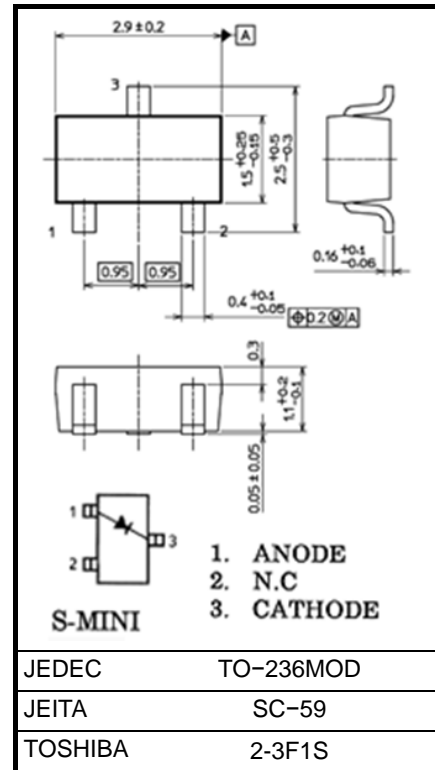 2.9±0.2
A
3
1.5 +0.25 −0.15
2.5 +0.5 −0.3
1
2
0.16 +0.1 −0.06
0.95
0.95
0.4 +0.1 −0.05
⌖0.2ⓂA
0.3
1.1 +0.2 −0.1
0.05±0.05
1
2
3
S-MINI
1. ANODE
2. N.C
3. CATHODE
JEDEC TO−236MOD
JEITA SC−59
TOSHIBA 2-3F1S